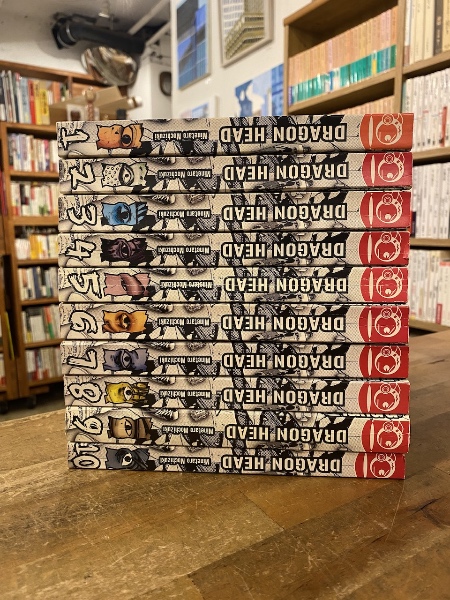 1 Minetaro Mochizuki DRAGON HEAD
2 Minetaro Mochizuki DRAGON HEAD
3 Minetaro Mochizuki DRAGON HEAD
4 Minetaro Mochizuki DRAGON HEAD
5 Minetaro Mochizuki DRAGON HEAD
6 Minetaro Mochizuki DRAGON HEAD
7 Minetaro Mochizuki DRAGON HEAD
8 Minetaro Mochizuki DRAGON HEAD
9 Minetaro Mochizuki DRAGON HEAD
10 Minetaro Mochizuki DRAGON HEAD